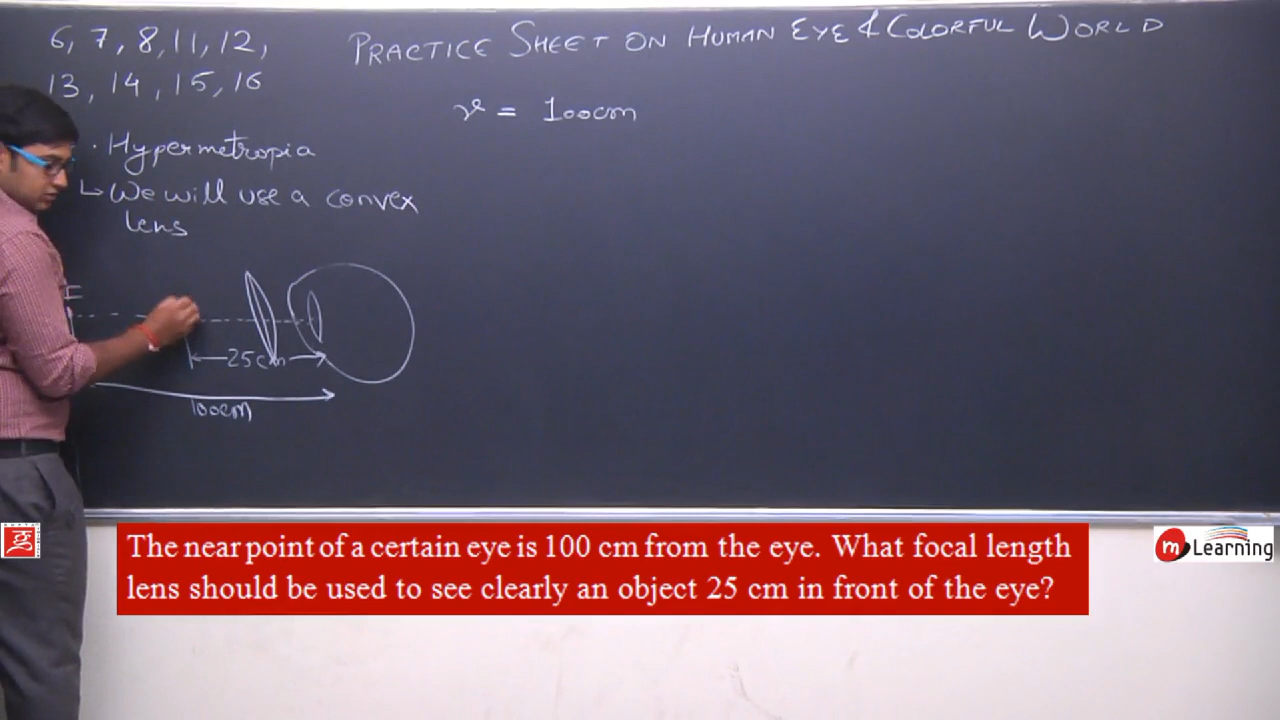 6, 7, 8, 11, 12,
13, 14, 15, 16
PRACTICE SHEET ON HUMAN EYE & COLORFUL WORLD
v = 100cm
· Hypermetropia
↳ We will use a convex
lens
I
25cm
100cm
The near point of a certain eye is 100 cm from the eye. What focal length
lens should be used to see clearly an object 25 cm in front of the eye?
m Learning